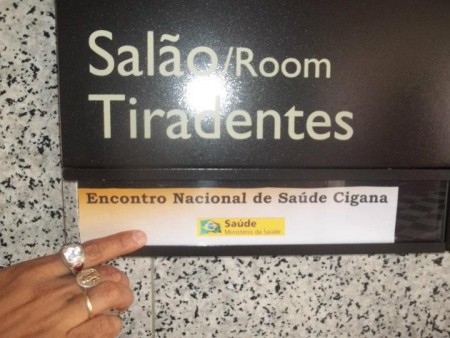 Salão/Room
Tiradentes
Encontro Nacional de Saúde Cigana
Saúde
Ministério da Saúde